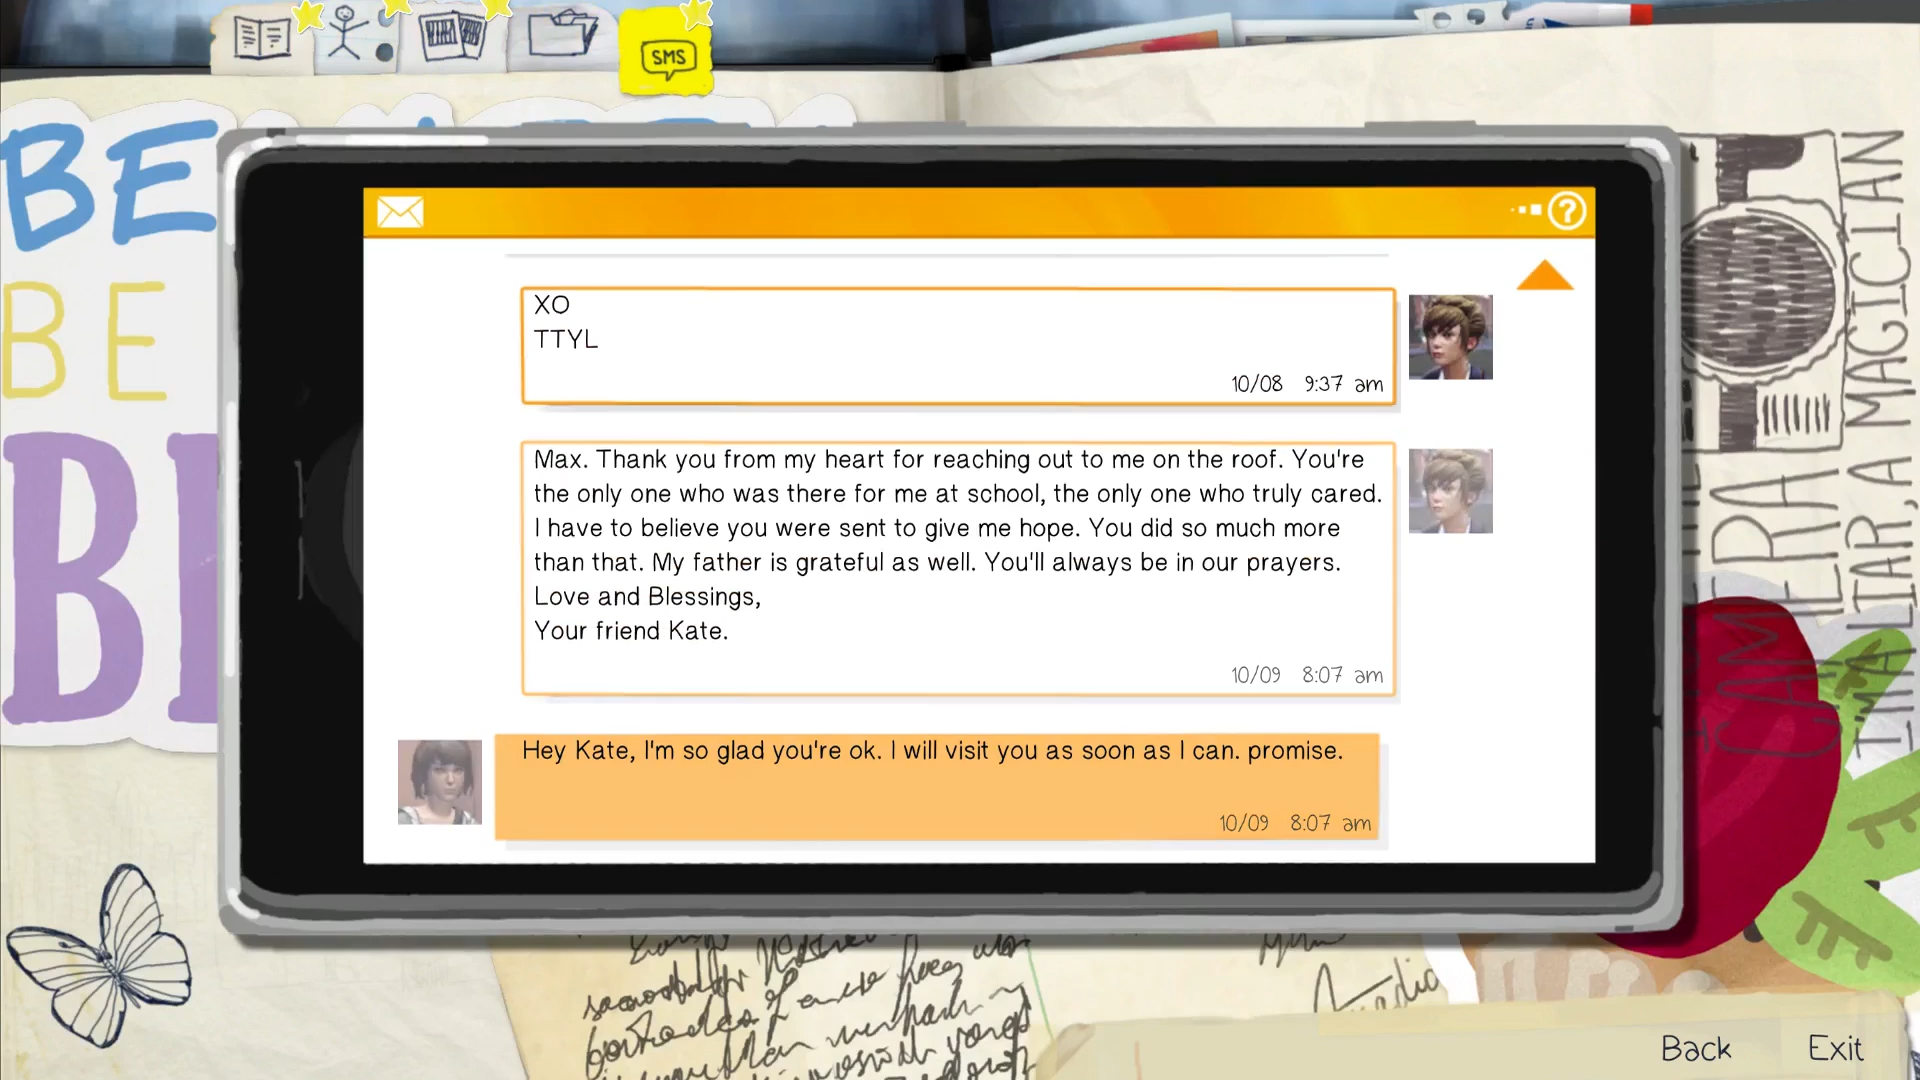 SMS
BE
BE
XO
TTYL
10/08 9:37 am
Max. Thank you from my heart for reaching out to me on the roof. You're
the only one who was there for me at school, the only one who truly cared.
I have to believe you were sent to give me hope. You did so much more
than that. My father is grateful as well. You'll always be in our prayers.
Love and Blessings,
Your friend Kate.
10/09 8:07 am
Hey Kate, I'm so glad you're ok. I will visit you as soon as I can. promise.
10/09 8:07 am
CAMERA
I'M A LIAR, A MAGICIAN
Back
Exit